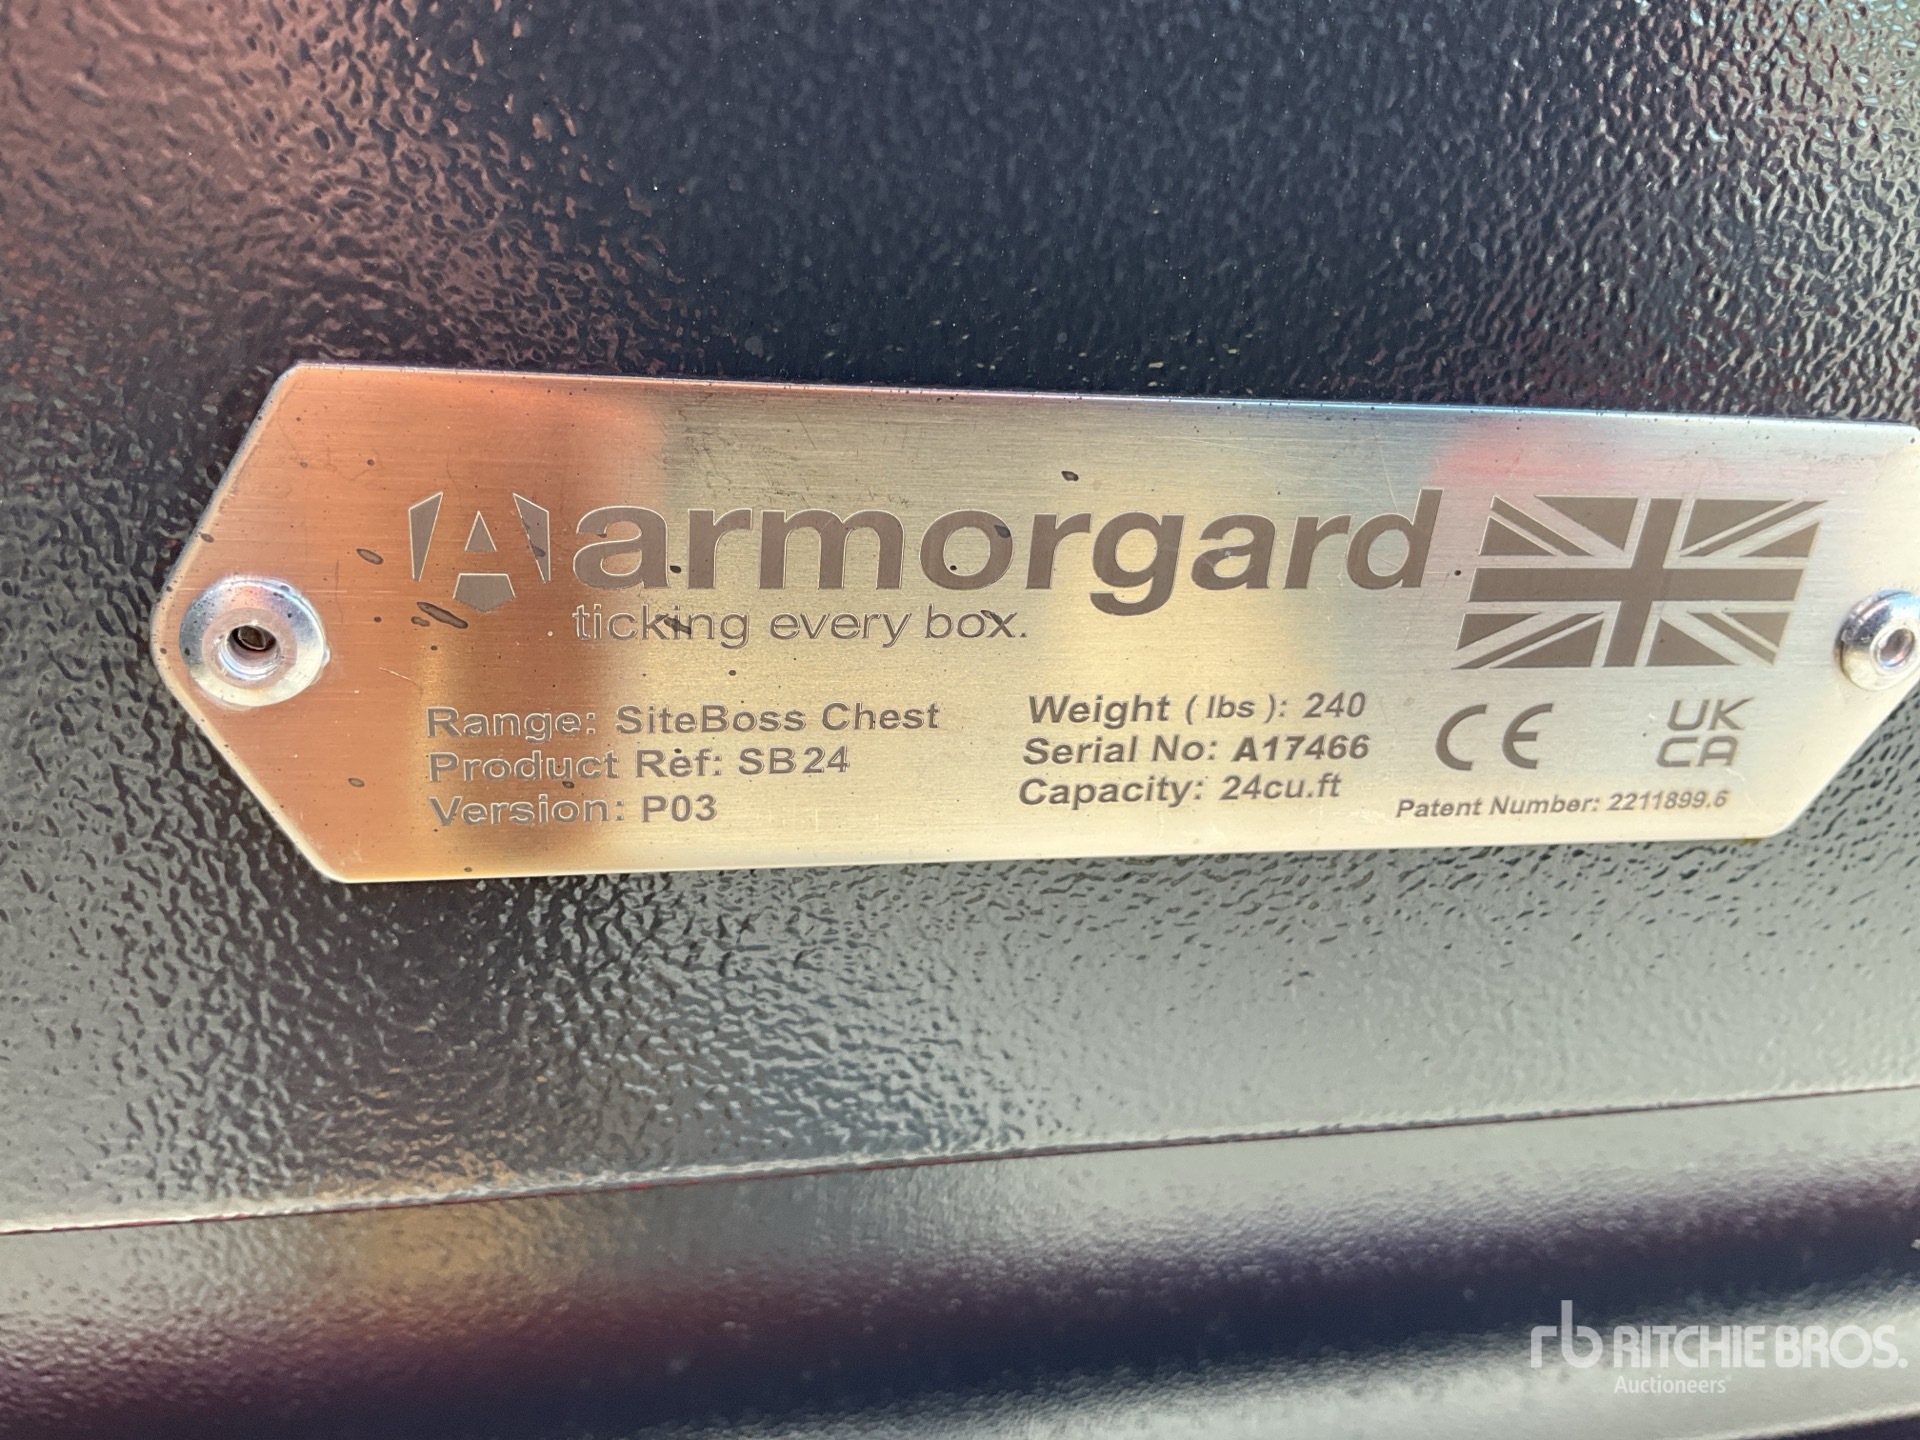 armorgard
ticking every box.
Range: SiteBoss Chest
Product Ref: SB24
Version: P03
Weight (lbs): 240
Serial No: A17466
Capacity: 24cu.ft
CE
UK
CA
Patent Number: 2211899.6
rb RITCHIE BROS.
Auctioneers